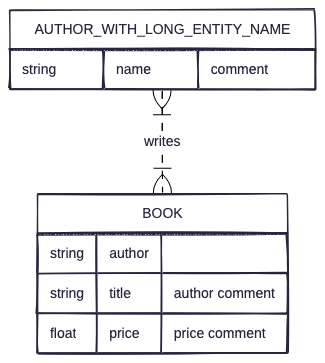 AUTHOR_WITH_LONG_ENTITY_NAME
string name comment
writes
BOOK
string author
string title author comment
float price price comment